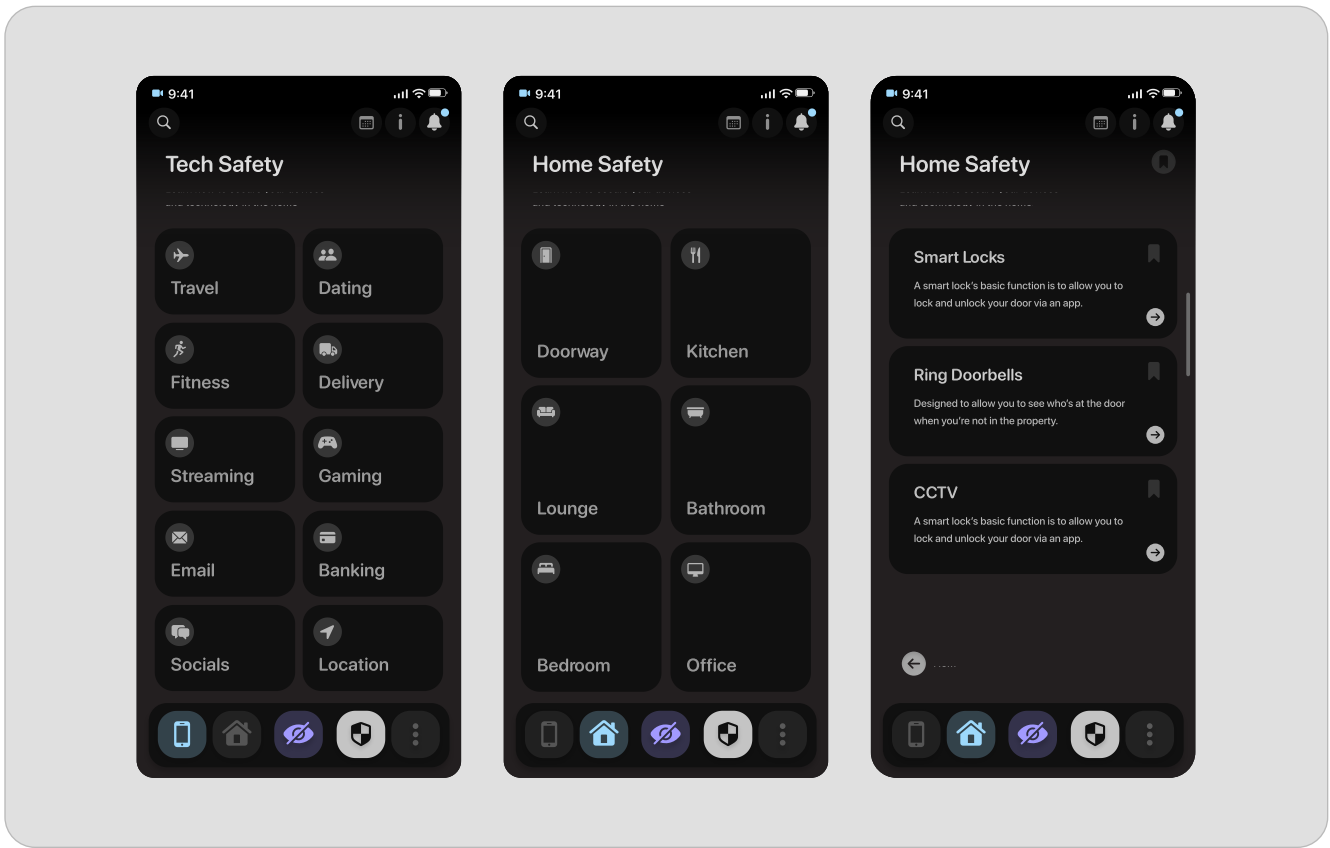 9:41
Tech Safety
Travel
Dating
Fitness
Delivery
Streaming
Gaming
Email
Banking
Socials
Location
9:41
Home Safety
Doorway
Kitchen
Lounge
Bathroom
Bedroom
Office
9:41
Home Safety
Smart Locks
A smart lock’s basic function is to allow you to
lock and unlock your door via an app.
Ring Doorbells
Designed to allow you to see who’s at the door
when you’re not in the property.
CCTV
A smart lock’s basic function is to allow you to
lock and unlock your door via an app.